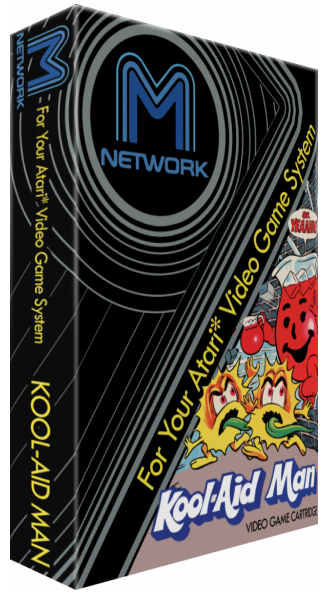 M
NETWORK
For Your Atari* Video Game System
KOOL-AID MAN
M
NETWORK
For Your Atari* Video Game System
OH,
YEAAH!
Kool-Aid Man
VIDEO GAME CARTRIDGE